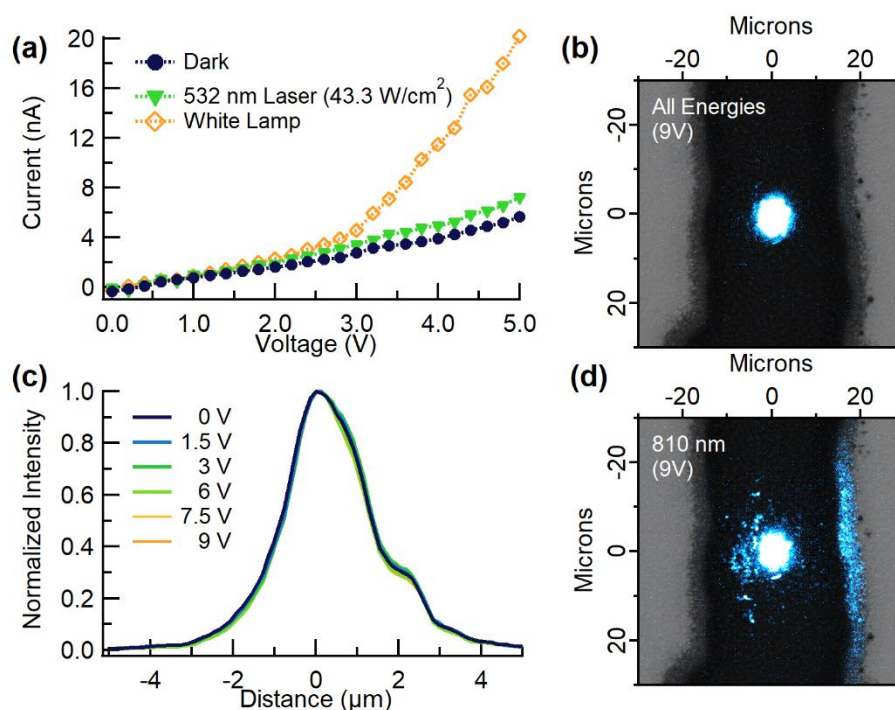 (a)
20
16
12
8
4
0
Current (nA)
Dark
532 nm Laser (43.3 W/cm²)
White Lamp
0.0 1.0 2.0 3.0 4.0 5.0
Voltage (V)
(b)
Microns
-20 0 20
Microns
-20
0
20
All Energies
(9V)
(c)
1.0
0.8
0.6
0.4
0.2
0.0
Normalized Intensity
0 V
1.5 V
3 V
6 V
7.5 V
9 V
-4 -2 0 2 4
Distance (µm)
(d)
Microns
-20 0 20
Microns
-20
0
20
810 nm
(9V)